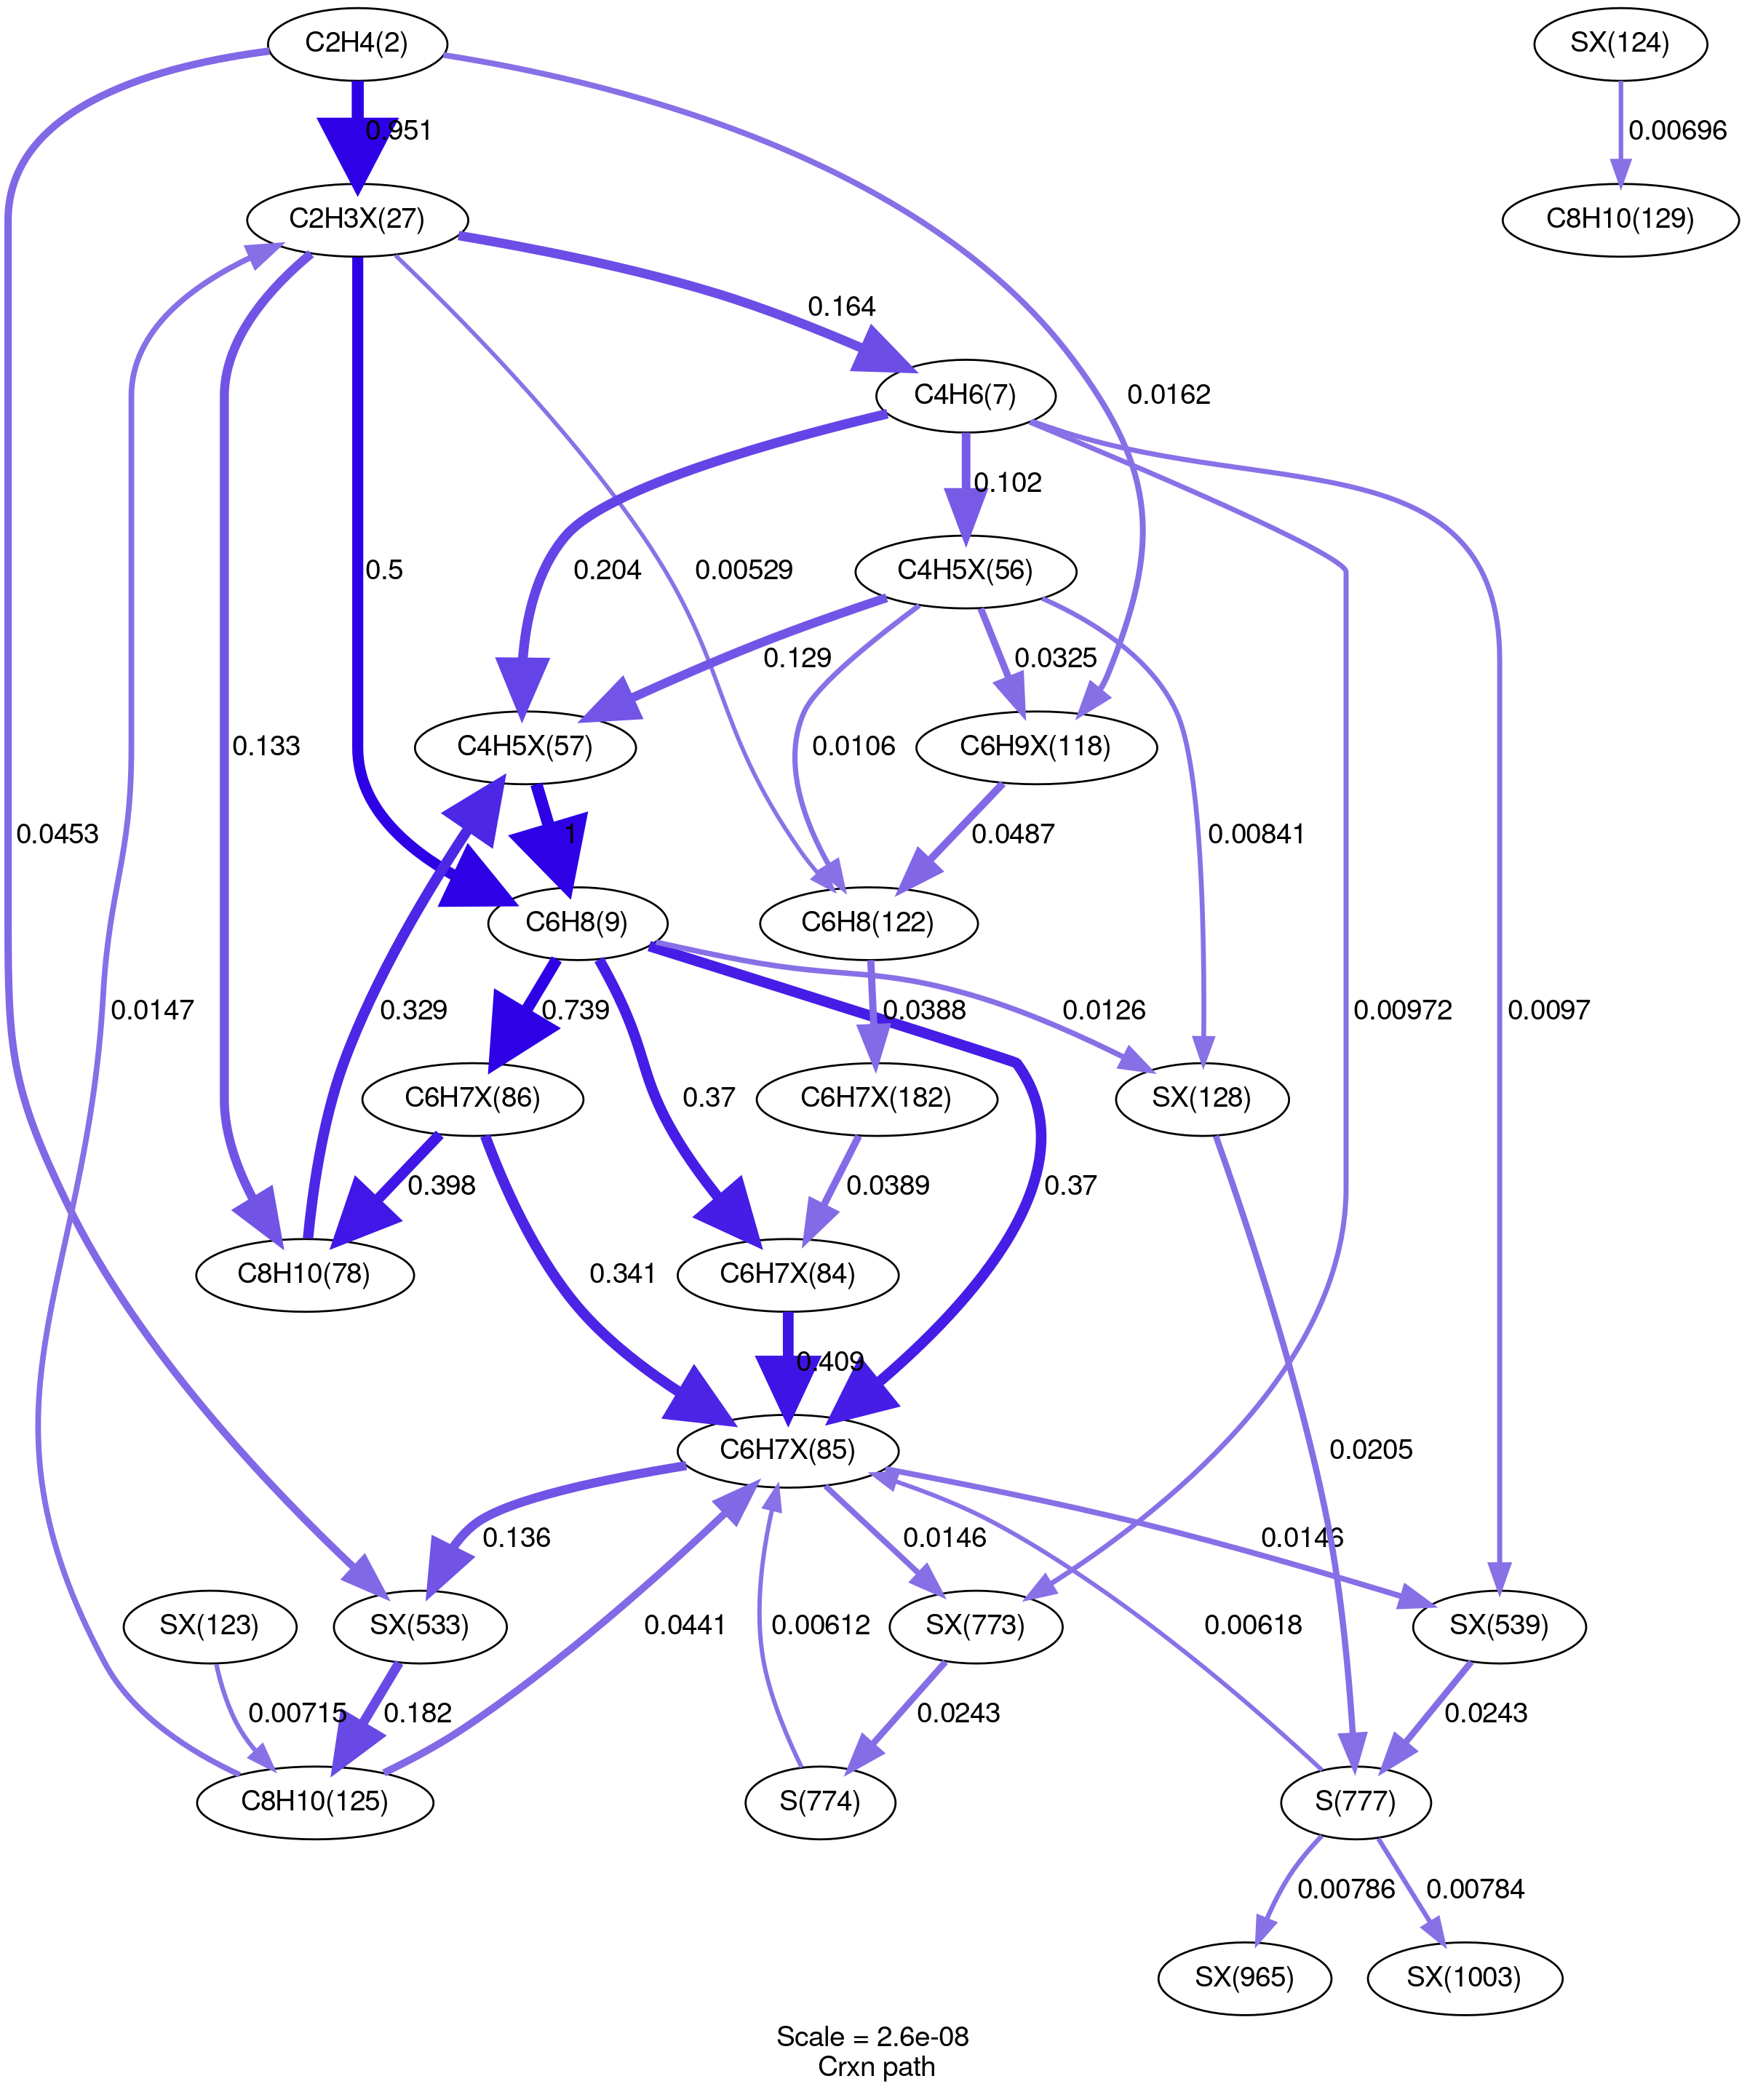 C2H4(2)
SX(124)
0.951
0.00696
C2H3X(27)
C8H10(129)
0.164
C4H6(7)
0.0162
0.102
0.5
0.204
0.00529
C4H5X(56)
0.00972
0.0097
0.129
0.0325
0.133
C4H5X(57)
0.0106
C6H9X(118)
0.0453
1
0.0487
0.00841
C6H8(9)
C6H8(122)
0.0147
0.329
0.739
0.0388
0.0126
C6H7X(86)
0.37
C6H7X(182)
SX(128)
0.398
0.0389
0.37
C8H10(78)
0.341
C6H7X(84)
0.409
C6H7X(85)
0.0205
0.136
0.0146
0.0146
SX(123)
SX(533)
0.0441
0.00612
SX(773)
0.00618
SX(539)
0.00715
0.182
0.0243
0.0243
C8H10(125)
S(774)
S(777)
0.00786
0.00784
SX(965)
SX(1003)
Scale = 2.6e-08
Crxn path